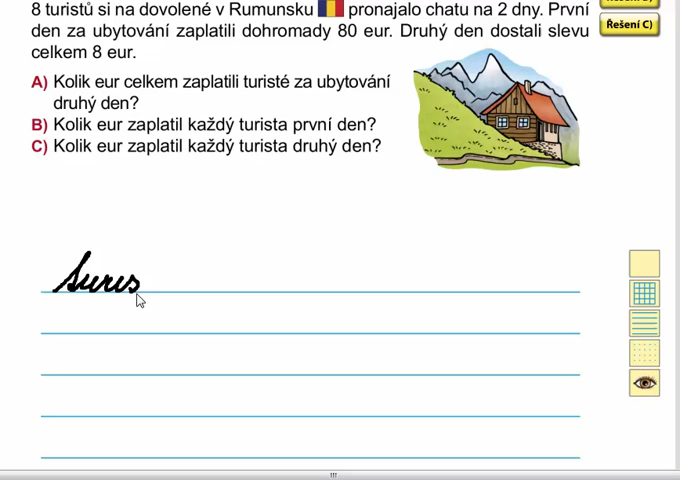 8 turistů si na dovolené v Rumunsku pronajalo chatu na 2 dny. První
den za ubytování zaplatili dohromady 80 eur. Druhý den dostali slevu
celkem 8 eur.
A) Kolik eur celkem zaplatili turisté za ubytování
druhý den?
B) Kolik eur zaplatil každý turista první den?
C) Kolik eur zaplatil každý turista druhý den?
Řešení C)